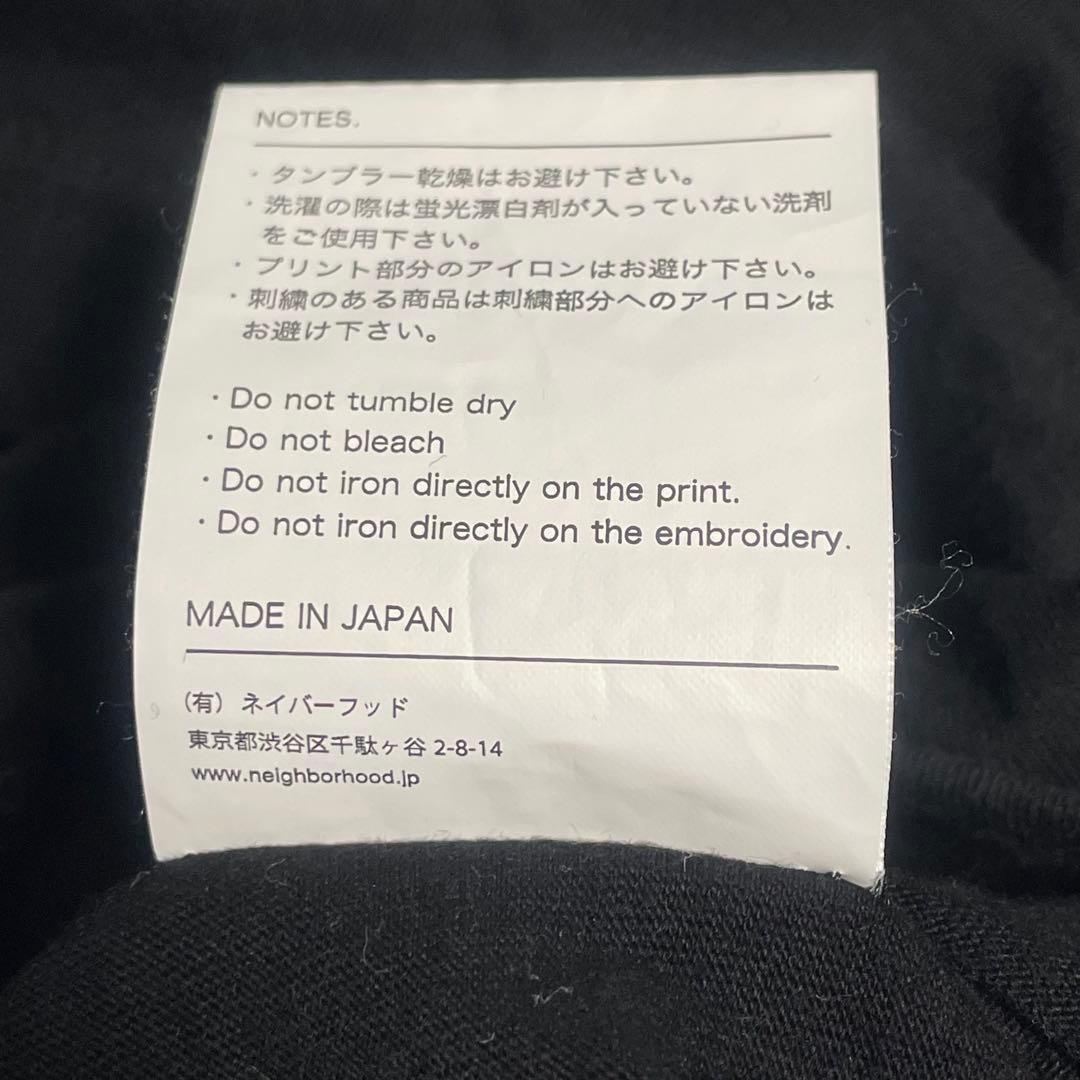 NOTES.
・タンブラー乾燥はお避け下さい。
・洗濯の際は蛍光漂白剤が入っていない洗剤
をご使用下さい。
・プリント部分のアイロンはお避け下さい。
・刺繍のある商品は刺繍部分へのアイロンは
お避け下さい。
・Do not tumble dry
・Do not bleach
・Do not iron directly on the print.
・Do not iron directly on the embroidery.
MADE IN JAPAN
（有）ネイバーフッド
東京都渋谷区千駄ヶ谷 2-8-14
www.neighborhood.jp